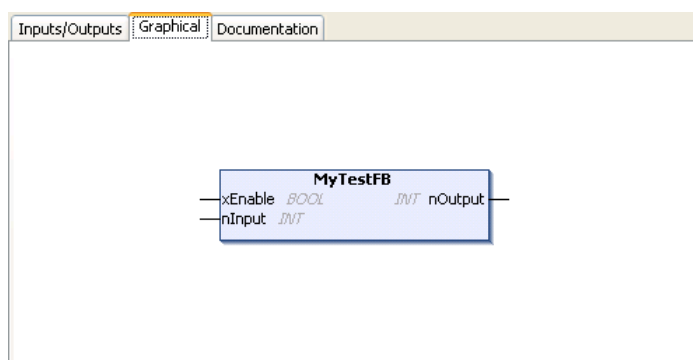 Inputs/Outputs Graphical Documentation
MyTestFB
xEnable BOOL INT nOutput
nInput INT